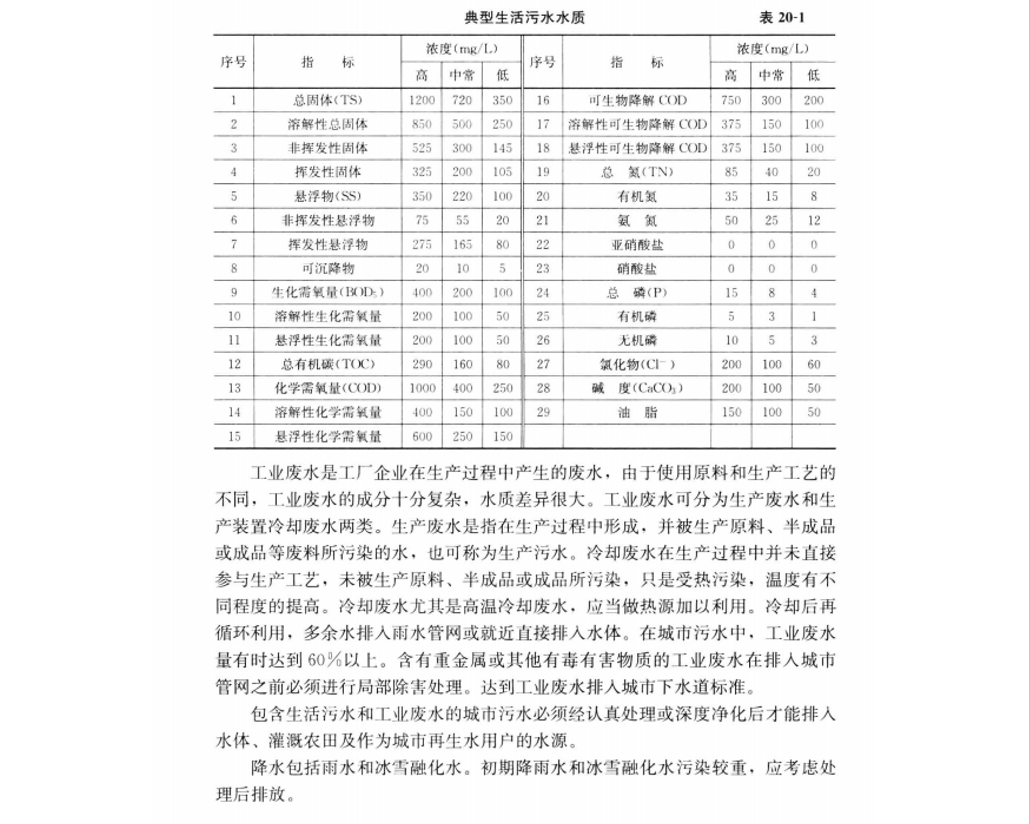 典型生活污水水质 表 20-1
序号 指 标 浓度(mg/L) 序号 指 标 浓度(mg/L)
高 中常 低 高 中常 低
1 总固体(TS) 1200 720 350 16 可生物降解 COD 750 300 200
2 溶解性总固体 850 500 250 17 溶解性可生物降解 COD 375 150 100
3 非挥发性固体 525 300 145 18 悬浮性可生物降解 COD 375 150 100
4 挥发性固体 325 200 105 19 总 氮(TN) 85 40 20
5 悬浮物(SS) 350 220 100 20 有机氮 35 15 8
6 非挥发性悬浮物 75 55 20 21 氨 氮 50 25 12
7 挥发性悬浮物 275 165 80 22 亚硝酸盐 0 0 0
8 可沉降物 20 10 5 23 硝酸盐 0 0 0
9 生化需氧量(BOD₅) 400 200 100 24 总 磷(P) 15 8 4
10 溶解性生化需氧量 200 100 50 25 有机磷 5 3 1
11 悬浮性生化需氧量 200 100 50 26 无机磷 10 5 3
12 总有机碳(TOC) 290 160 80 27 氯化物(Cl⁻) 200 100 60
13 化学需氧量(COD) 1000 400 250 28 碱 度(CaCO₃) 200 100 50
14 溶解性化学需氧量 400 150 100 29 油 脂 150 100 50
15 悬浮性化学需氧量 600 250 150
工业废水是工厂企业在生产过程中产生的废水，由于使用原料和生产工艺的
不同，工业废水的成分十分复杂，水质差异很大。工业废水可分为生产废水和生
产装置冷却废水两类。生产废水是指在生产过程中形成，并被生产原料、半成品
或成品等废料所污染的水，也可称为生产污水。冷却废水在生产过程中并未直接
参与生产工艺，未被生产原料、半成品或成品所污染，只是受热污染，温度有不
同程度的提高。冷却废水尤其是高温冷却废水，应当做热源加以利用。冷却后再
循环利用，多余水排入雨水管网或就近直接排入水体。在城市污水中，工业废水
量有时达到 60%以上。含有重金属或其他有毒有害物质的工业废水在排入城市
管网之前必须进行局部除害处理。达到工业废水排入城市下水道标准。
包含生活污水和工业废水的城市污水必须经认真处理或深度净化后才能排入
水体、灌溉农田及作为城市再生水用户的水源。
降水包括雨水和冰雪融化水。初期降雨水和冰雪融化水污染较重，应考虑处
理后排放。